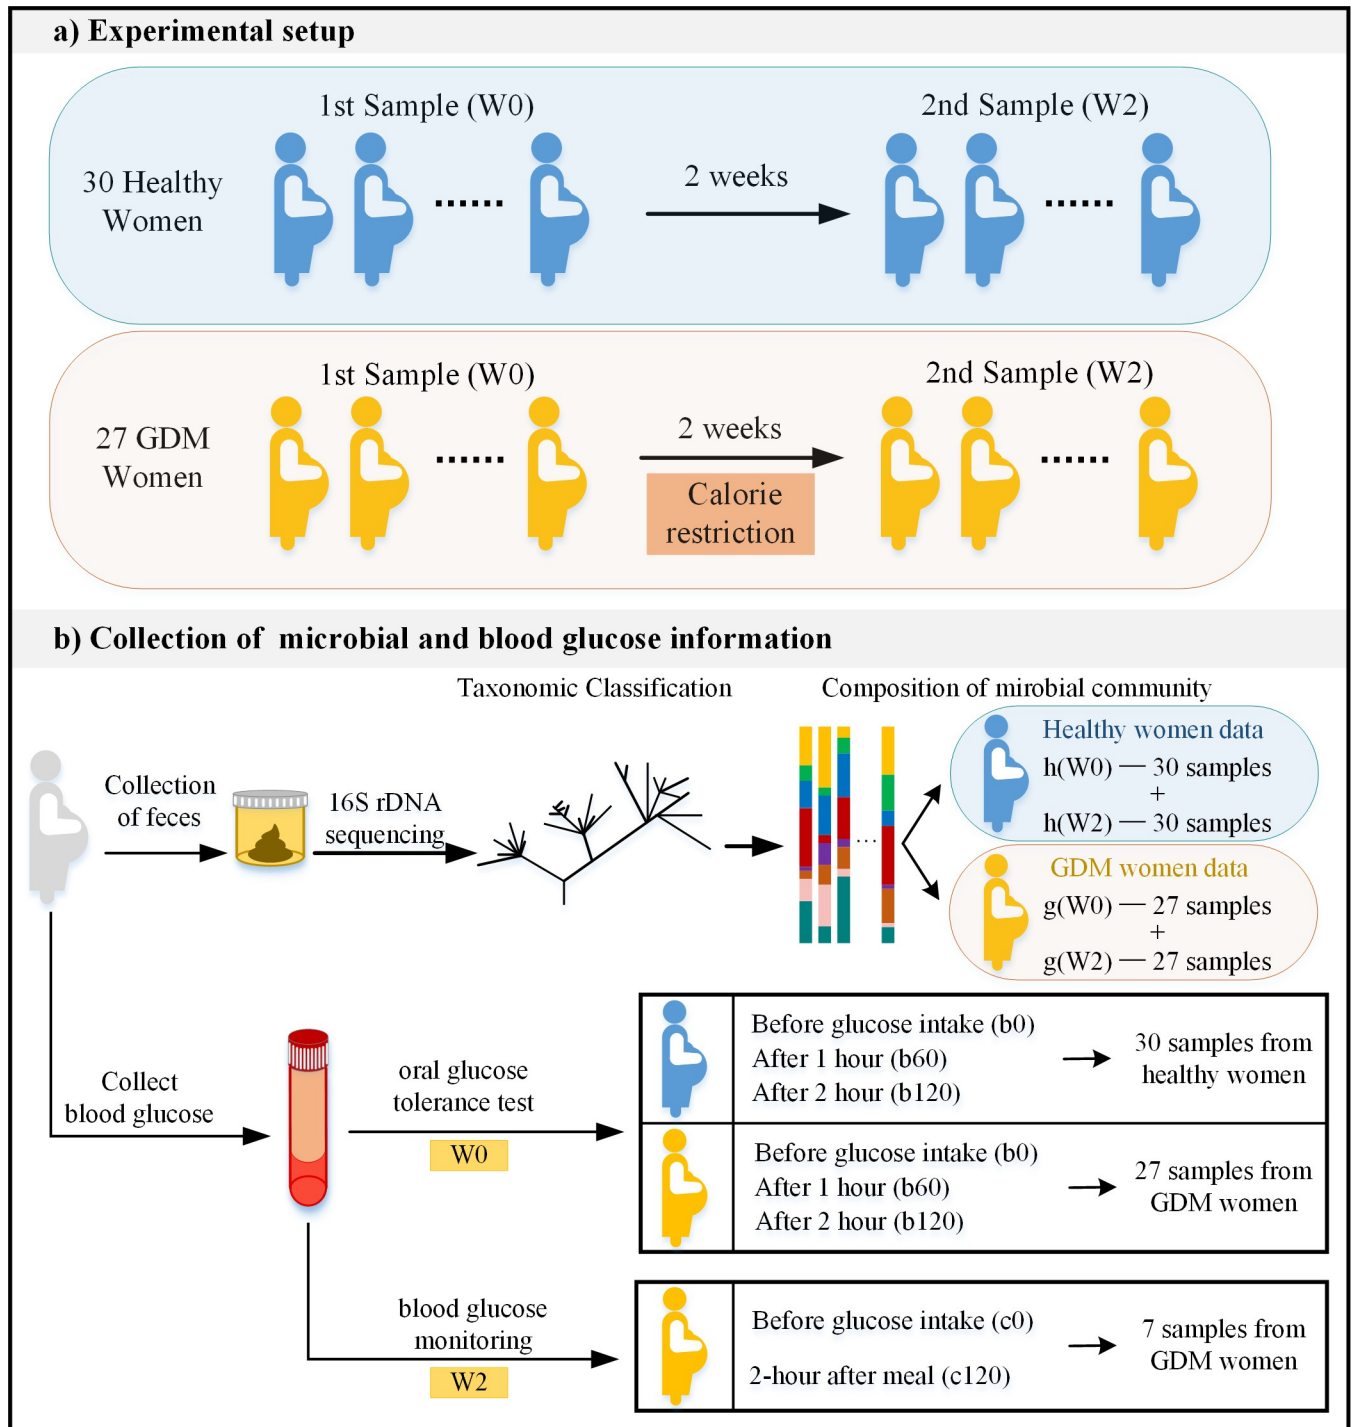 a) Experimental setup
1st Sample (W0)
2nd Sample (W2)
30 Healthy
Women
2 weeks
1st Sample (W0)
2nd Sample (W2)
27 GDM
Women
2 weeks
Calorie
restriction
b) Collection of microbial and blood glucose information
Taxonomic Classification
Composition of mirobial community
Collection
of feces
16S rDNA
sequencing
Healthy women data
h(W0) — 30 samples
+
h(W2) — 30 samples
GDM women data
g(W0) — 27 samples
+
g(W2) — 27 samples
Collect
blood glucose
oral glucose
tolerance test
W0
Before glucose intake (b0)
After 1 hour (b60)
After 2 hour (b120)
30 samples from
healthy women
Before glucose intake (b0)
After 1 hour (b60)
After 2 hour (b120)
27 samples from
GDM women
blood glucose
monitoring
W2
Before glucose intake (c0)
2-hour after meal (c120)
7 samples from
GDM women